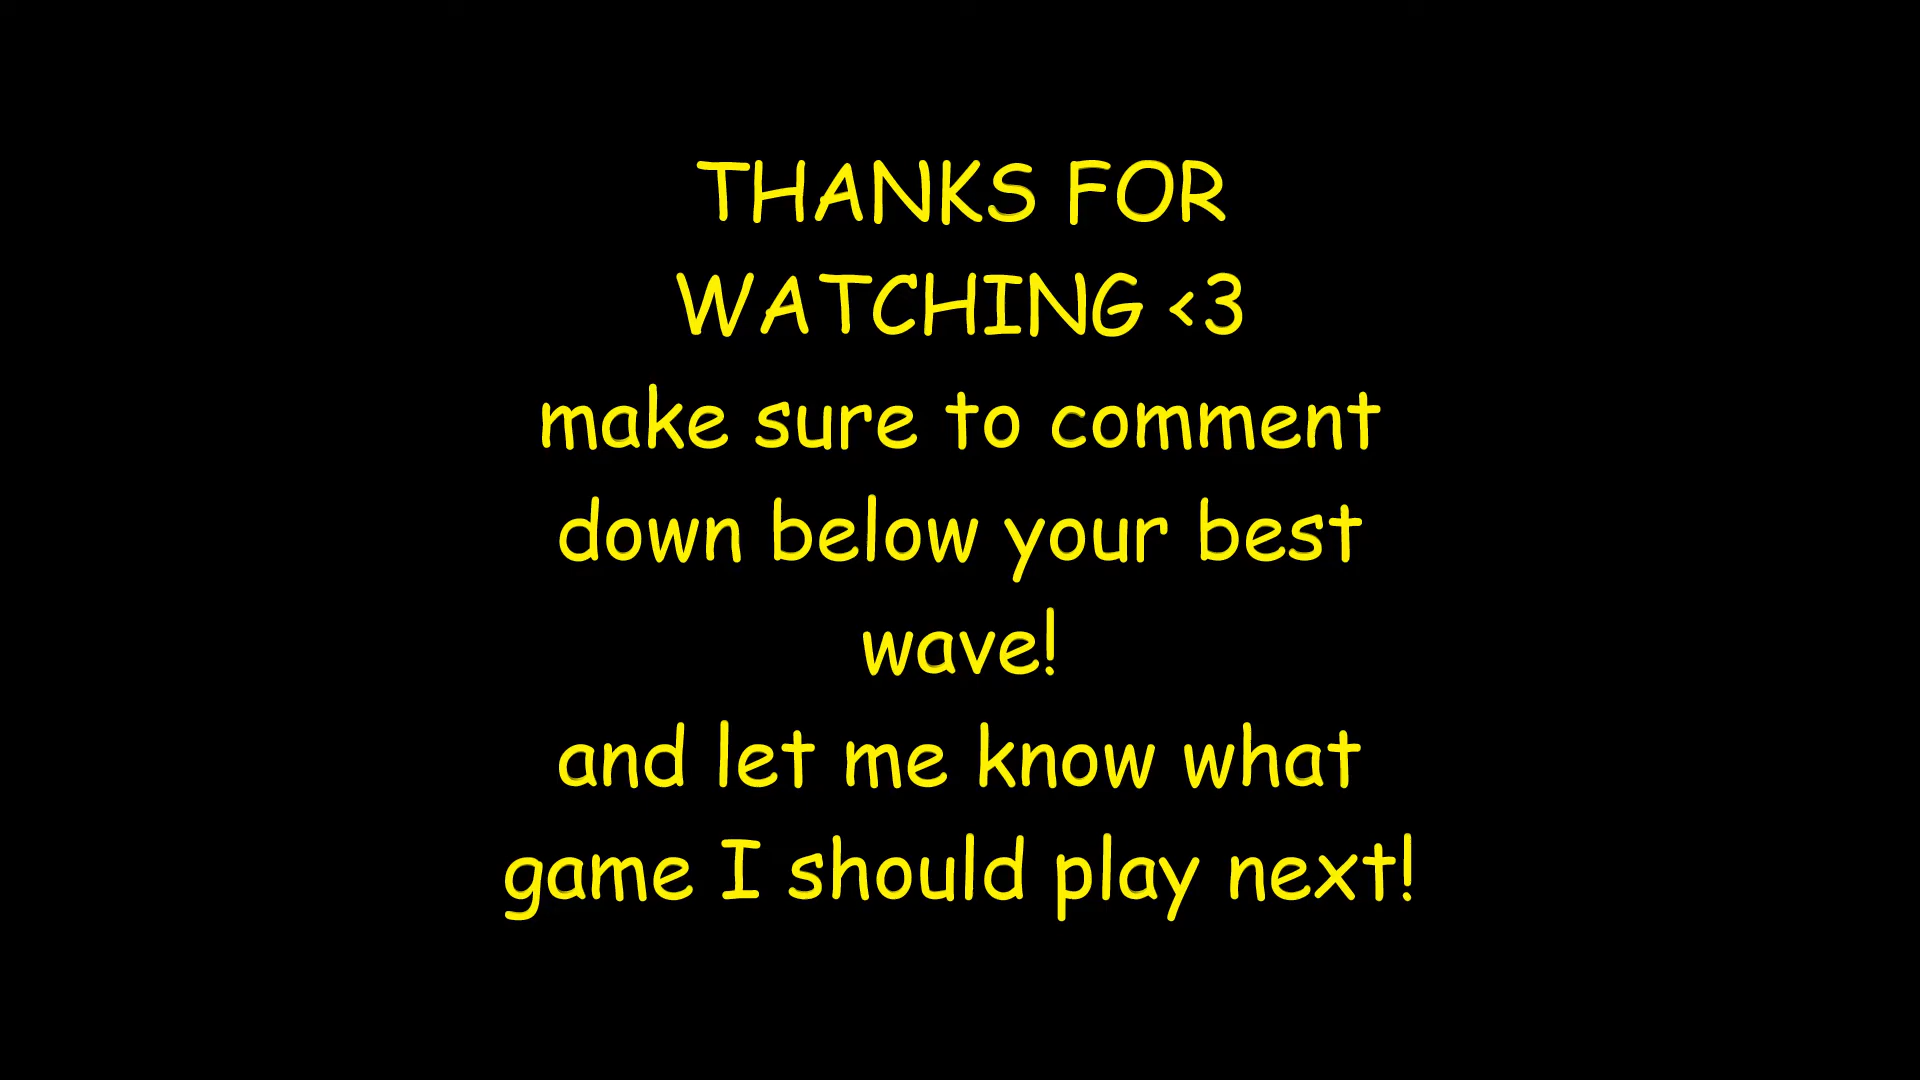 THANKS FOR
WATCHING <3
make sure to comment
down below your best
wave!
and let me know what
game I should play next!